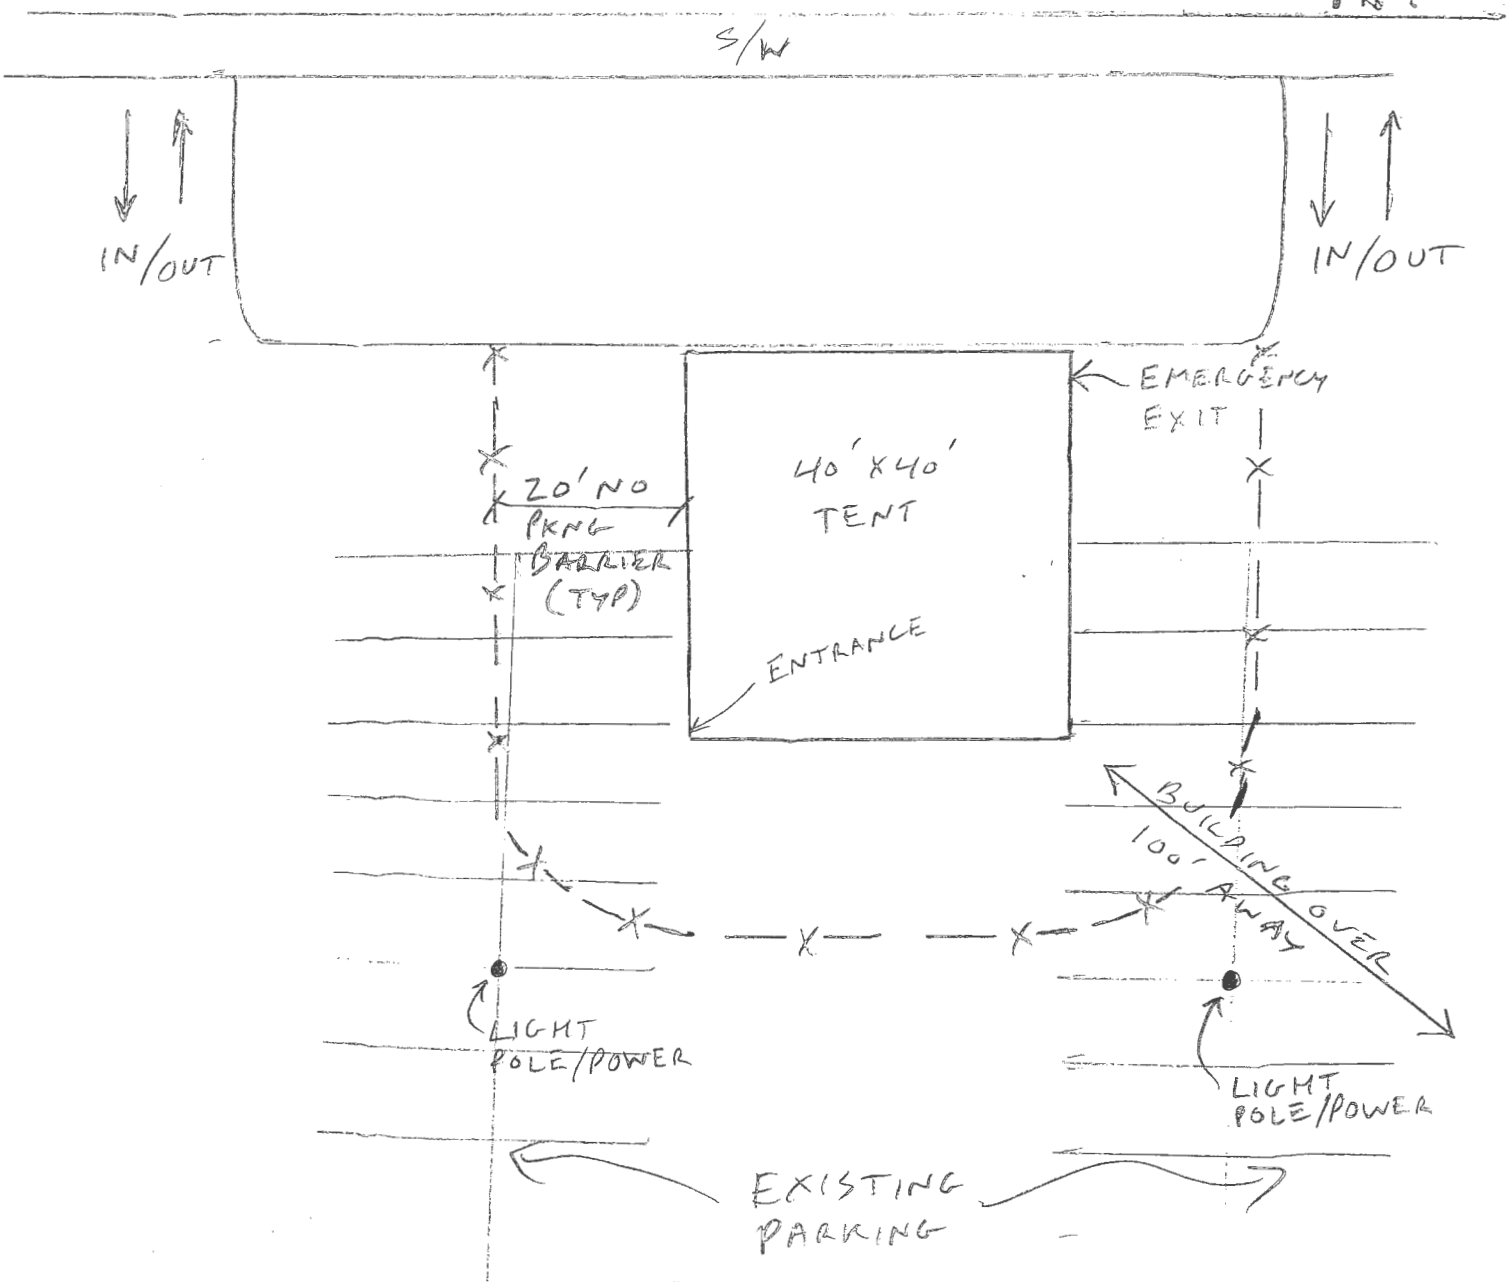 S/W
IN/OUT
IN/OUT
EMERGENCY
EXIT
40' X 40'
TENT
20' NO
PKNG
BARRIER
(TYP)
ENTRANCE
BUILDING OVER
100' AWAY
LIGHT
POLE/POWER
LIGHT
POLE/POWER
EXISTING
PARKING